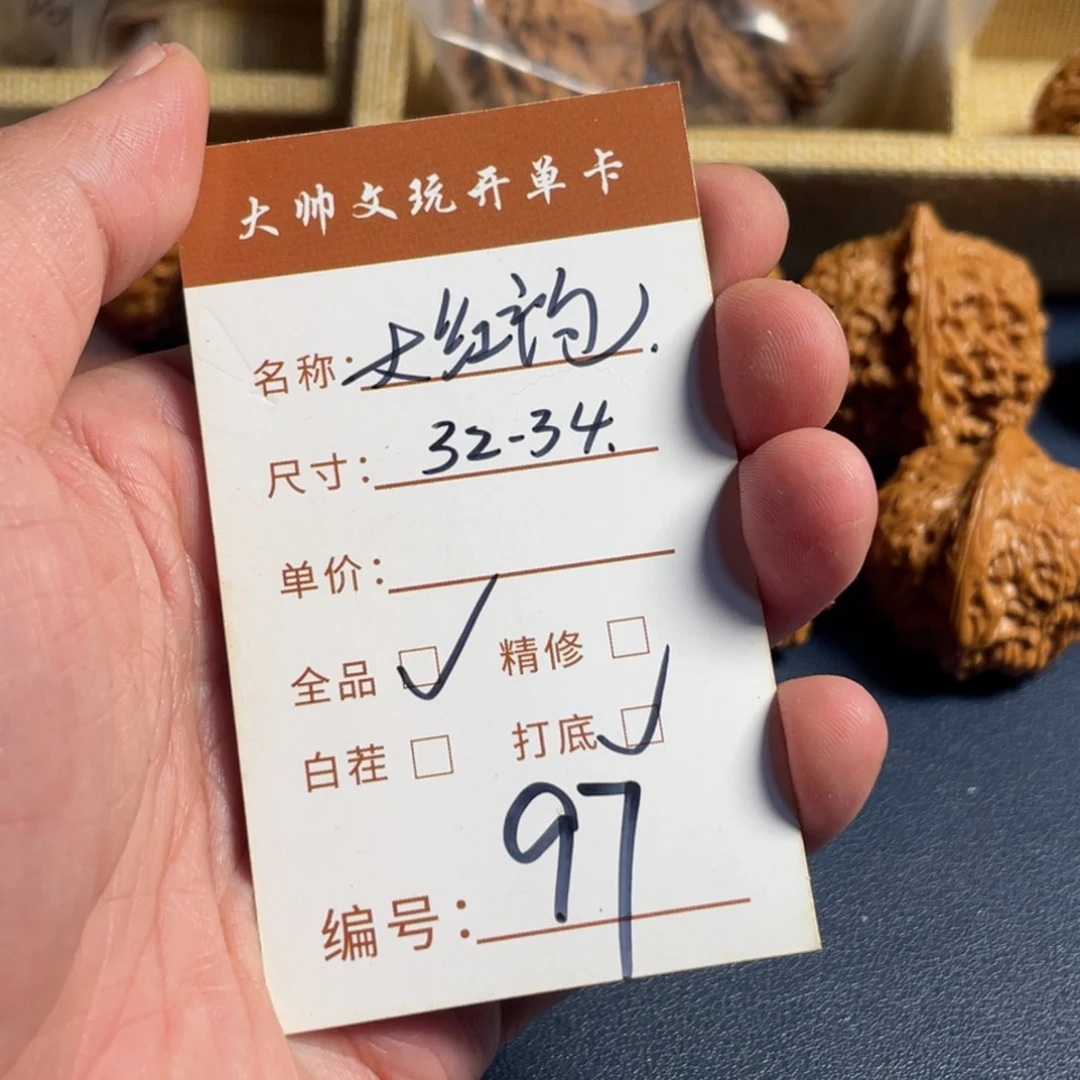 大帅文玩开单卡
名称：大红袍.
尺寸：32-34.
单价：
全品 ☑ 精修 □
白茬 □ 打底 ☑
编号：97